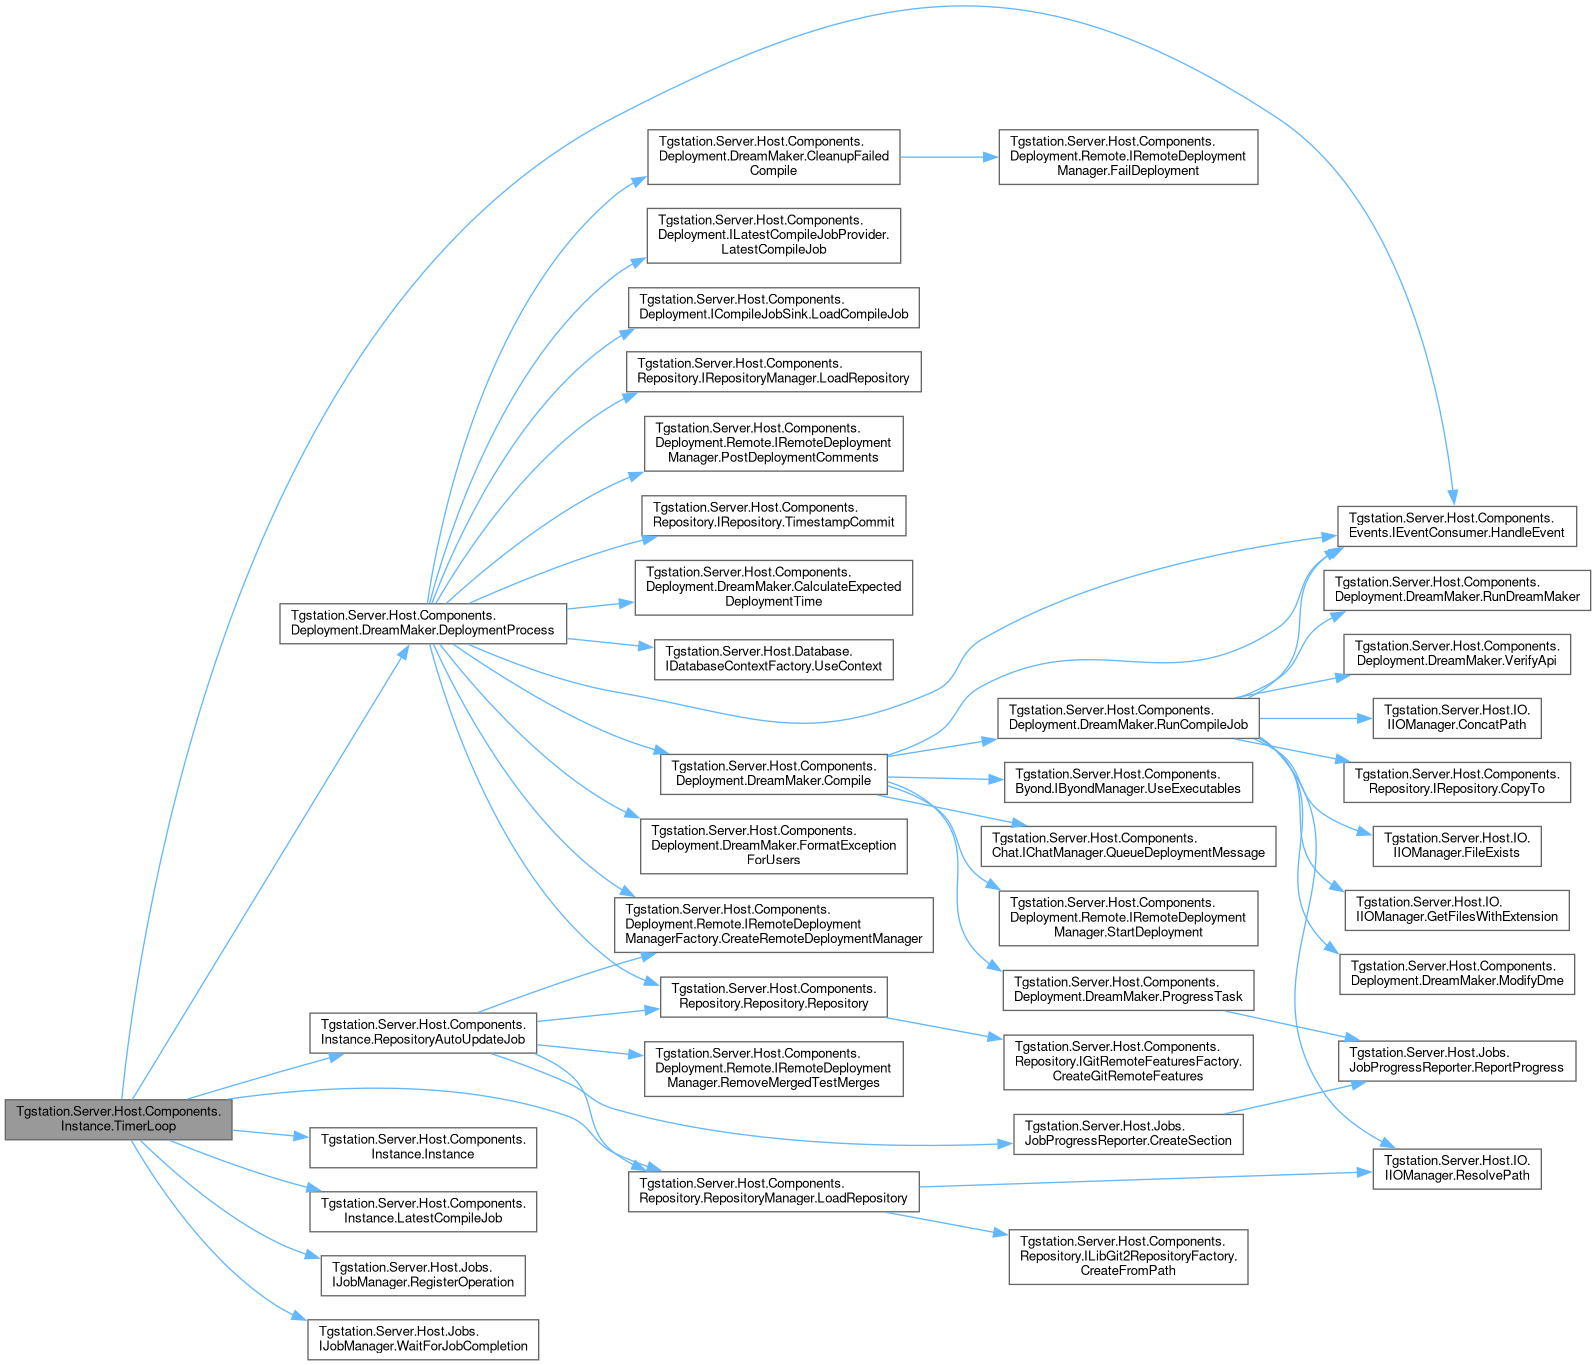 Tgstation.Server.Host.Components.
Instance.TimerLoop
Tgstation.Server.Host.Components.
Deployment.DreamMaker.DeploymentProcess
Tgstation.Server.Host.Components.
Instance.RepositoryAutoUpdateJob
Tgstation.Server.Host.Components.
Instance.Instance
Tgstation.Server.Host.Components.
Instance.LatestCompileJob
Tgstation.Server.Host.Jobs.
IJobManager.RegisterOperation
Tgstation.Server.Host.Jobs.
IJobManager.WaitForJobCompletion
Tgstation.Server.Host.Components.
Deployment.DreamMaker.CleanupFailed
Compile
Tgstation.Server.Host.Components.
Deployment.ILatestCompileJobProvider.
LatestCompileJob
Tgstation.Server.Host.Components.
Deployment.ICompileJobSink.LoadCompileJob
Tgstation.Server.Host.Components.
Repository.IRepositoryManager.LoadRepository
Tgstation.Server.Host.Components.
Deployment.Remote.IRemoteDeployment
Manager.PostDeploymentComments
Tgstation.Server.Host.Components.
Repository.IRepository.TimestampCommit
Tgstation.Server.Host.Components.
Deployment.DreamMaker.CalculateExpected
DeploymentTime
Tgstation.Server.Host.Database.
IDatabaseContextFactory.UseContext
Tgstation.Server.Host.Components.
Deployment.DreamMaker.Compile
Tgstation.Server.Host.Components.
Deployment.DreamMaker.FormatException
ForUsers
Tgstation.Server.Host.Components.
Deployment.Remote.IRemoteDeployment
ManagerFactory.CreateRemoteDeploymentManager
Tgstation.Server.Host.Components.
Repository.Repository.Repository
Tgstation.Server.Host.Components.
Deployment.Remote.IRemoteDeployment
Manager.RemoveMergedTestMerges
Tgstation.Server.Host.Components.
Repository.RepositoryManager.LoadRepository
Tgstation.Server.Host.Components.
Deployment.Remote.IRemoteDeployment
Manager.FailDeployment
Tgstation.Server.Host.Components.
Deployment.DreamMaker.RunCompileJob
Tgstation.Server.Host.Components.
Byond.IByondManager.UseExecutables
Tgstation.Server.Host.Components.
Chat.IChatManager.QueueDeploymentMessage
Tgstation.Server.Host.Components.
Deployment.Remote.IRemoteDeployment
Manager.StartDeployment
Tgstation.Server.Host.Components.
Deployment.DreamMaker.ProgressTask
Tgstation.Server.Host.Components.
Repository.IGitRemoteFeaturesFactory.
CreateGitRemoteFeatures
Tgstation.Server.Host.Jobs.
JobProgressReporter.CreateSection
Tgstation.Server.Host.Components.
Repository.ILibGit2RepositoryFactory.
CreateFromPath
Tgstation.Server.Host.Components.
Events.IEventConsumer.HandleEvent
Tgstation.Server.Host.Components.
Deployment.DreamMaker.RunDreamMaker
Tgstation.Server.Host.Components.
Deployment.DreamMaker.VerifyApi
Tgstation.Server.Host.IO.
IIOManager.ConcatPath
Tgstation.Server.Host.Components.
Repository.IRepository.CopyTo
Tgstation.Server.Host.IO.
IIOManager.FileExists
Tgstation.Server.Host.IO.
IIOManager.GetFilesWithExtension
Tgstation.Server.Host.Components.
Deployment.DreamMaker.ModifyDme
Tgstation.Server.Host.Jobs.
JobProgressReporter.ReportProgress
Tgstation.Server.Host.IO.
IIOManager.ResolvePath